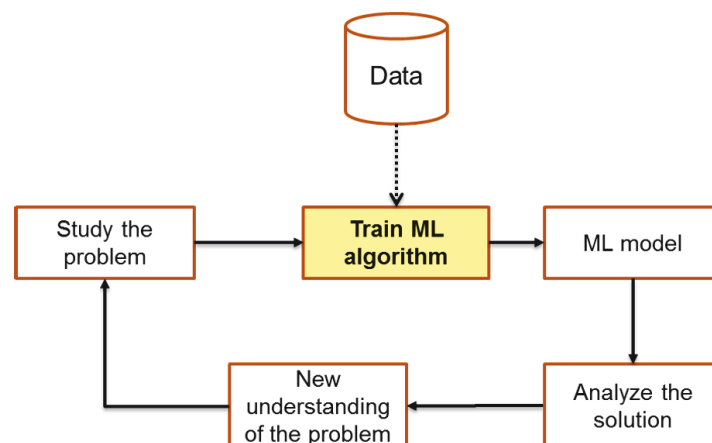 Data
Study the
problem
Train ML
algorithm
ML model
New
understanding
of the problem
Analyze the
solution